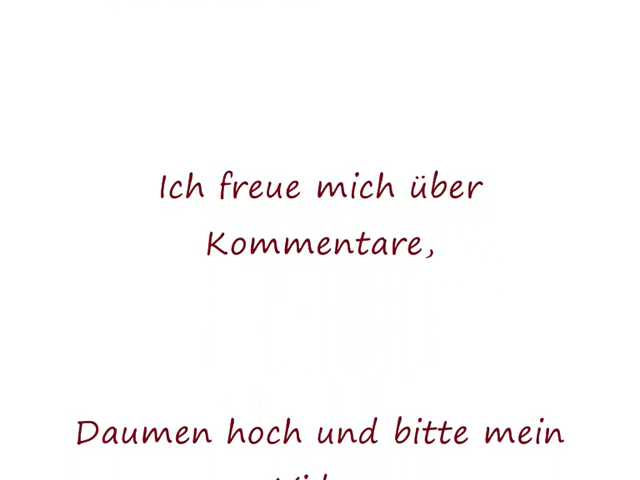 Ich freue mich über
Kommentare,
Daumen hoch und bitte mein